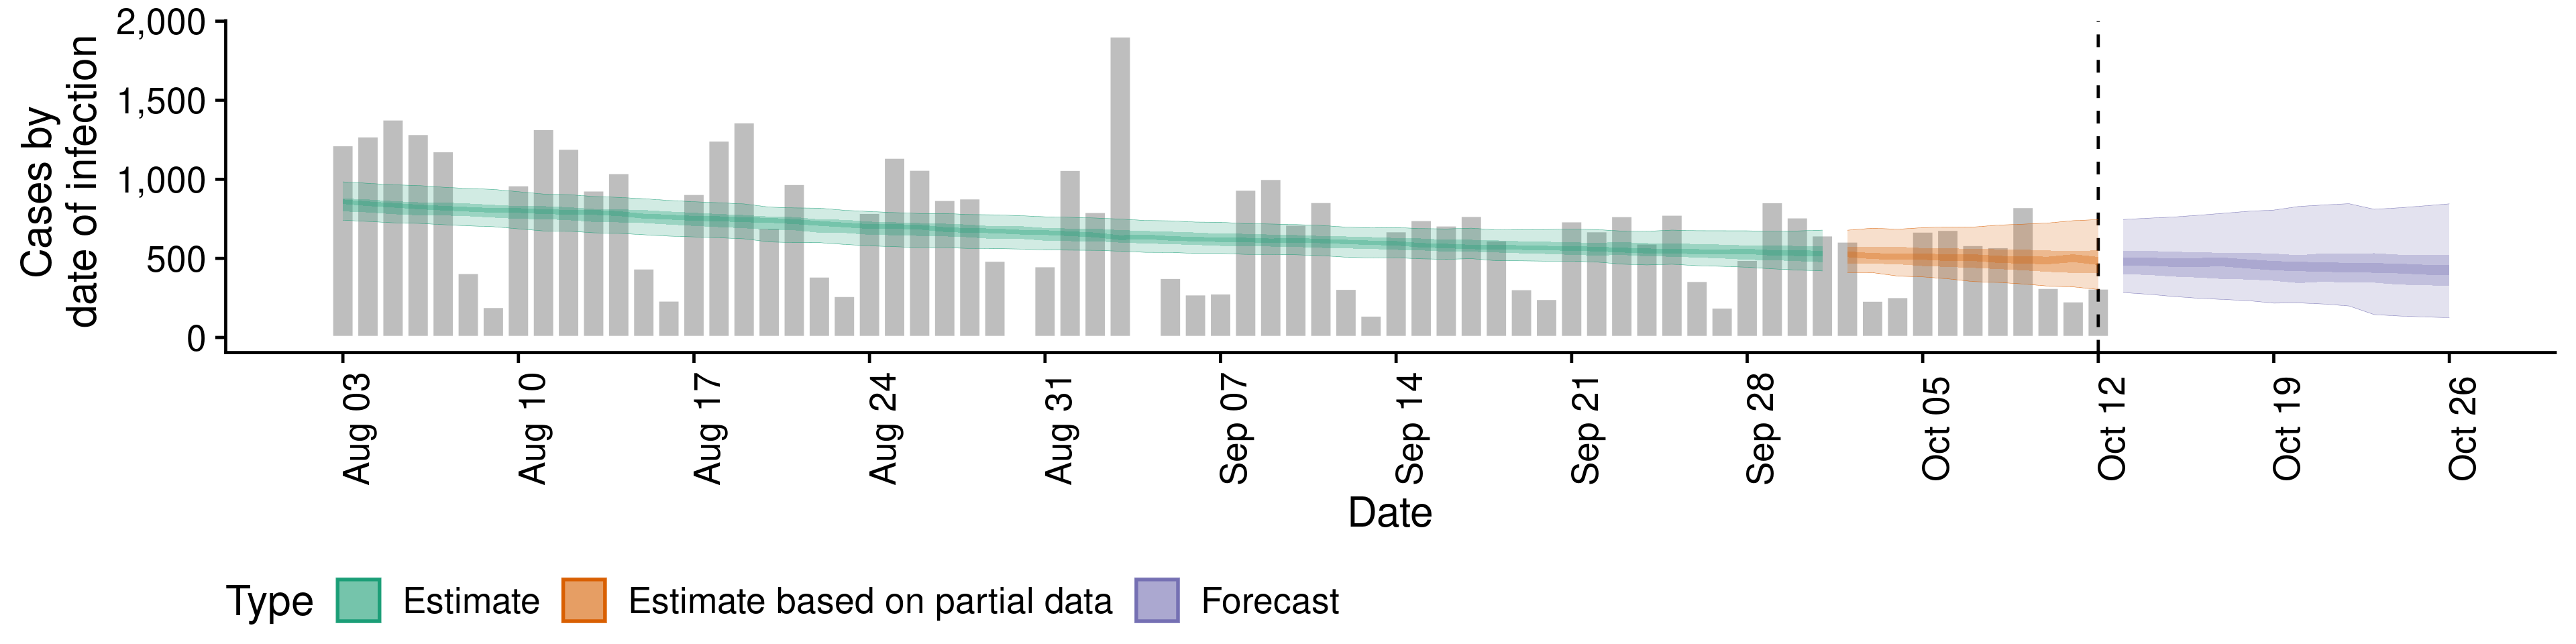 Cases by
date of infection
2,000
1,500
1,000
500
0
Aug 03
Aug 10
Aug 17
Aug 24
Aug 31
Sep 07
Sep 14
Sep 21
Sep 28
Oct 05
Oct 12
Oct 19
Oct 26
Date
Type Estimate Estimate based on partial data Forecast